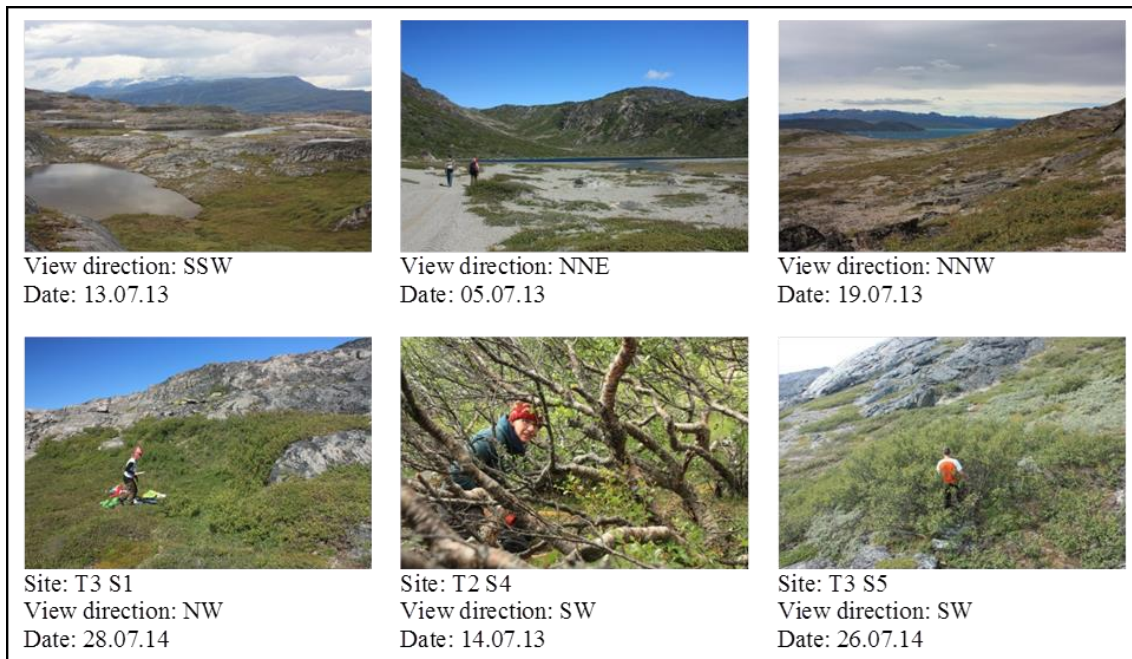 View direction: SSW
Date: 13.07.13
View direction: NNE
Date: 05.07.13
View direction: NNW
Date: 19.07.13
Site: T3 S1
View direction: NW
Date: 28.07.14
Site: T2 S4
View direction: SW
Date: 14.07.13
Site: T3 S5
View direction: SW
Date: 26.07.14